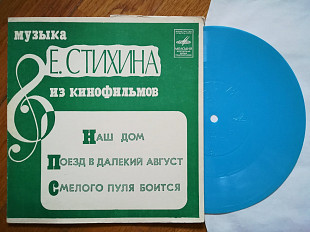 музыка
Е. СТИХИНА
ИЗ КИНОФИЛЬМОВ
НАШ ДОМ
ПОЕЗД В ДАЛЕКИЙ АВГУСТ
СМЕЛОГО ПУЛЯ БОИТСЯ